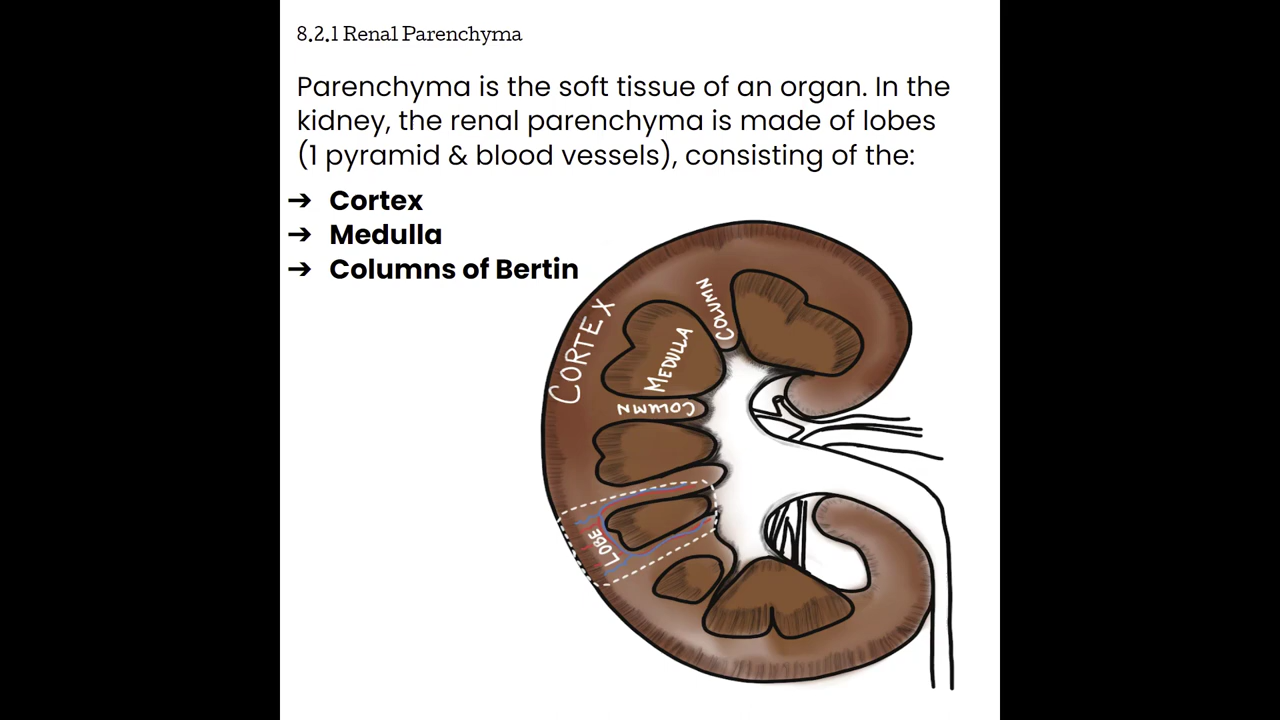 8.2.1 Renal Parenchyma
Parenchyma is the soft tissue of an organ. In the
kidney, the renal parenchyma is made of lobes
(1 pyramid & blood vessels), consisting of the:
➔ Cortex
➔ Medulla
➔ Columns of Bertin
COLUMN
CORTEX
MEDULLA
COLUMN
LOBE